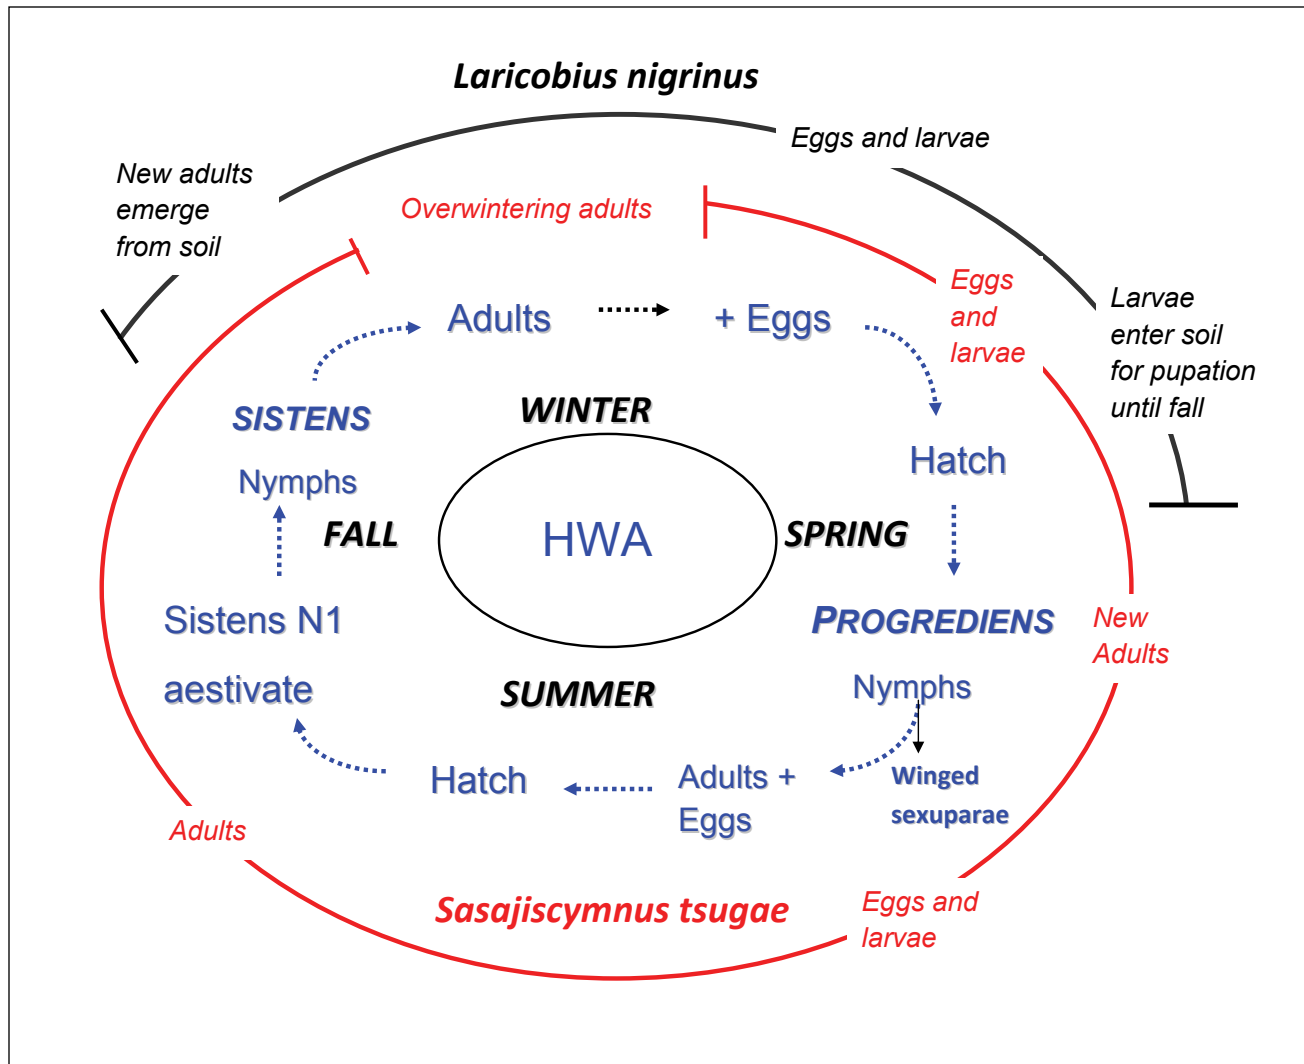 Laricobius nigrinus
Eggs and larvae
New adults
emerge
from soil
Overwintering adults
Eggs
and
larvae
Larvae
enter soil
for pupation
until fall
Adults
+ Eggs
SISTENS
WINTER
Hatch
Nymphs
FALL
HWA
SPRING
Sistens N1
aestivate
PROGREDIENS
New
Adults
SUMMER
Nymphs
Hatch
Adults +
Eggs
Winged
sexuparae
Adults
Sasajiscymnus tsugae
Eggs and
larvae